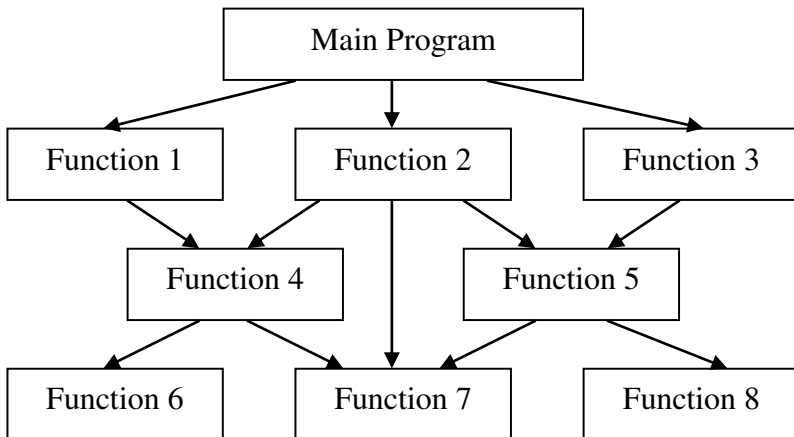 Main Program
Function 1
Function 2
Function 3
Function 4
Function 5
Function 6
Function 7
Function 8